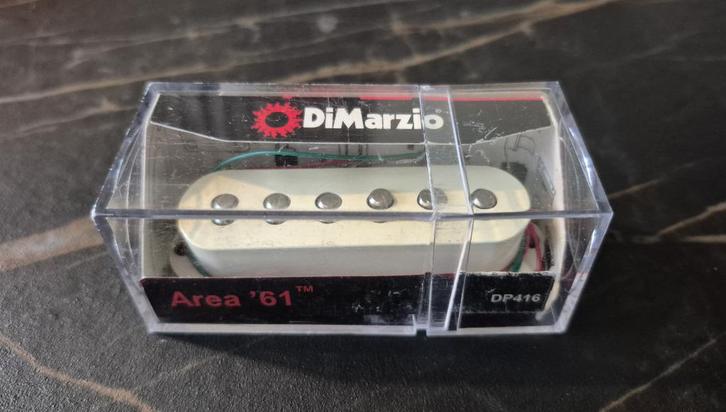 DiMarzio®
Area '61™
DP416